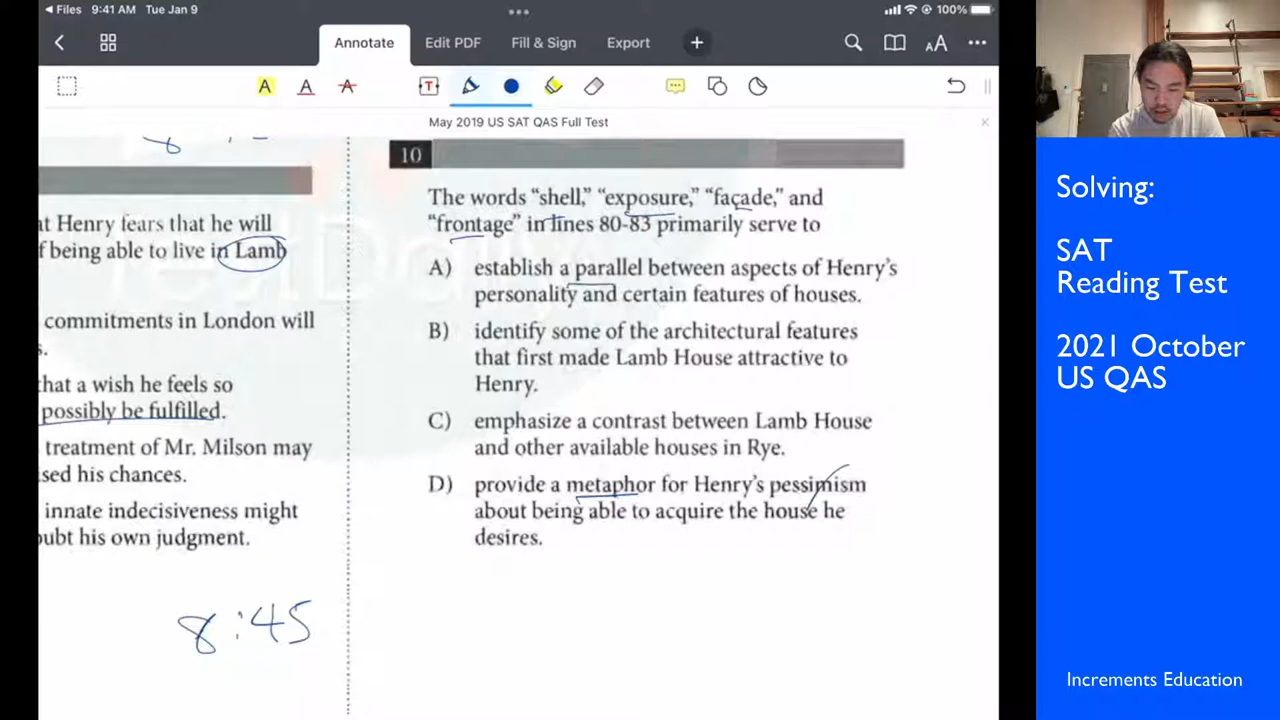 Files 9:41 AM Tue Jan 9
100%
Annotate
Edit PDF
Fill & Sign
Export
AA
A A A T
May 2019 US SAT QAS Full Test
10
The words “shell,” “exposure,” “façade,” and
“frontage” in lines 80-83 primarily serve to
A) establish a parallel between aspects of Henry’s
personality and certain features of houses.
B) identify some of the architectural features
that first made Lamb House attractive to
Henry.
C) emphasize a contrast between Lamb House
and other available houses in Rye.
D) provide a metaphor for Henry’s pessimism
about being able to acquire the house he
desires.
at Henry fears that he will
f being able to live in Lamb
commitments in London will
s.
that a wish he feels so
possibly be fulfilled.
treatment of Mr. Milson may
sed his chances.
innate indecisiveness might
oubt his own judgment.
8:45
Solving:
SAT
Reading Test
2021 October
US QAS
Increments Education